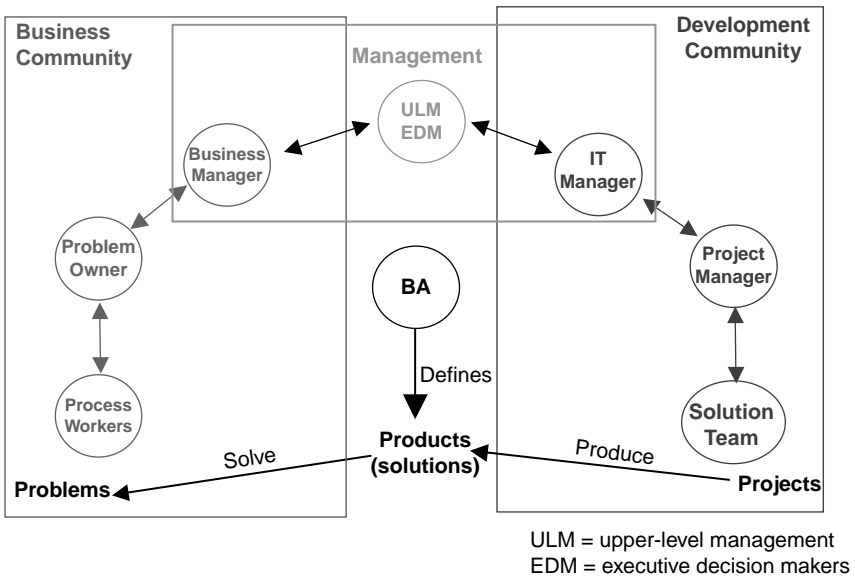 Business
Community
Management
Development
Community
ULM
EDM
Business
Manager
IT
Manager
Problem
Owner
Project
Manager
BA
Defines
Process
Workers
Solution
Team
Products
(solutions)
Solve
Produce
Problems
Projects
ULM = upper-level management
EDM = executive decision makers